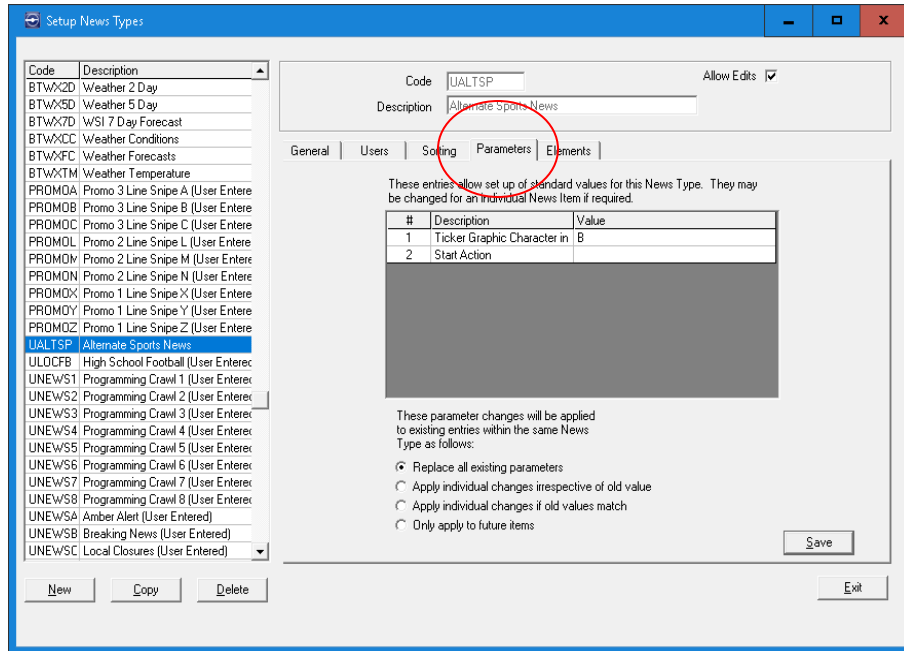 Setup News Types
Code Description
BTWX2D Weather 2 Day
BTWX5D Weather 5 Day
BTWX7D WSI 7 Day Forecast
BTWXCC Weather Conditions
BTWXFC Weather Forecasts
BTWXTM Weather Temperature
PROMOA Promo 3 Line Snipe A (User Entere
PROMOB Promo 3 Line Snipe B (User Entere
PROMOC Promo 3 Line Snipe C (User Entere
PROMOL Promo 2 Line Snipe L (User Entere
PROMOM Promo 2 Line Snipe M (User Entere
PROMON Promo 2 Line Snipe N (User Entere
PROMOX Promo 1 Line Snipe X (User Entere
PROMOY Promo 1 Line Snipe Y (User Entere
PROMOZ Promo 1 Line Snipe Z (User Entere
UALTSP Alternate Sports News
ULOCFB High School Football (User Entered
UNEWS1 Programming Crawl 1 (User Entered
UNEWS2 Programming Crawl 2 (User Entered
UNEWS3 Programming Crawl 3 (User Entered
UNEWS4 Programming Crawl 4 (User Entered
UNEWS5 Programming Crawl 5 (User Entered
UNEWS6 Programming Crawl 6 (User Entered
UNEWS7 Programming Crawl 7 (User Entered
UNEWS8 Programming Crawl 8 (User Entered
UNEWSA Amber Alert (User Entered)
UNEWSB Breaking News (User Entered)
UNEWSC Local Closures (User Entered)
New Copy Delete
Code UALTSP Allow Edits
Description Alternate Sports News
General Users Sorting Parameters Elements
These entries allow set up of standard values for this News Type. They may
be changed for an individual News Item if required.
# Description Value
1 Ticker Graphic Character in B
2 Start Action
These parameter changes will be applied
to existing entries within the same News
Type as follows:
Replace all existing parameters
Apply individual changes irrespective of old value
Apply individual changes if old values match
Only apply to future items
Save
Exit